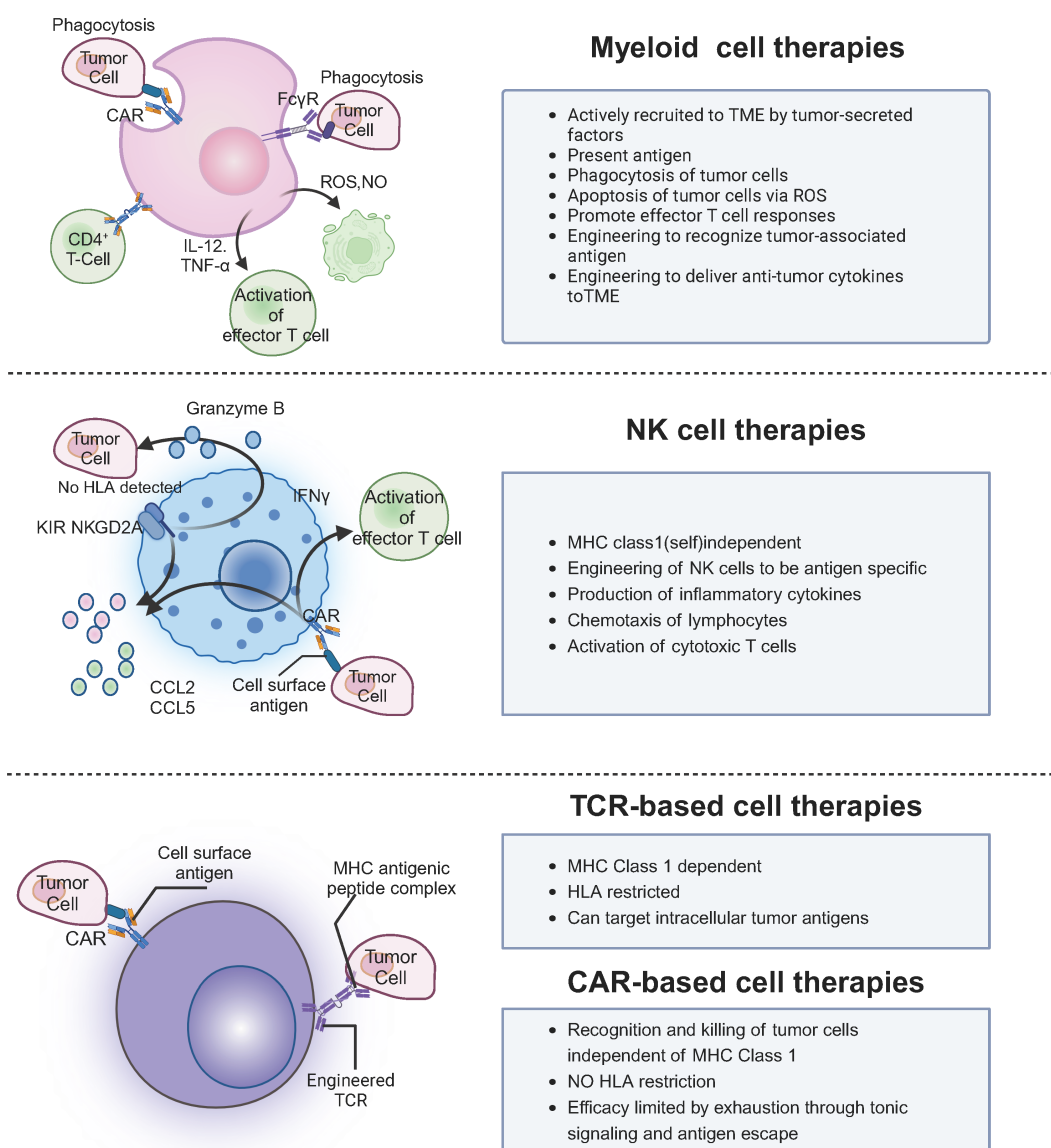 Phagocytosis
Tumor
Cell
CAR
FcγR
Phagocytosis
Tumor
Cell
ROS,NO
CD4+
T-Cell
IL-12.
TNF-α
Activation
of
effector T cell
Myeloid  cell therapies
• Actively recruited to TME by tumor-secreted
factors
• Present antigen
• Phagocytosis of tumor cells
• Apoptosis of tumor cells via ROS
• Promote effector T cell responses
• Engineering to recognize tumor-associated
antigen
• Engineering to deliver anti-tumor cytokines
toTME
Granzyme B
Tumor
Cell
No HLA detected
KIR NKGD2A
IFNγ
Activation
of
effector T cell
CAR
Cell surface
antigen
Tumor
Cell
CCL2
CCL5
NK cell therapies
• MHC class1(self)independent
• Engineering of NK cells to be antigen specific
• Production of inflammatory cytokines
• Chemotaxis of lymphocytes
• Activation of cytotoxic T cells
Cell surface
antigen
Tumor
Cell
CAR
MHC antigenic
peptide complex
Tumor
Cell
Engineered
TCR
TCR-based cell therapies
• MHC Class 1 dependent
• HLA restricted
• Can target intracellular tumor antigens
CAR-based cell therapies
• Recognition and killing of tumor cells
independent of MHC Class 1
• NO HLA restriction
• Efficacy limited by exhaustion through tonic
signaling and antigen escape